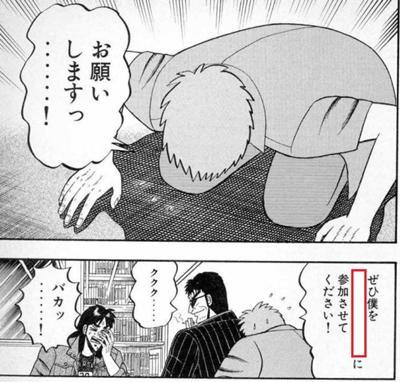 お願い
しますっ
‥‥‥！
ぜひ僕を
に
参加させて
ください！
ククク‥‥
バカッ
‥‥‥！